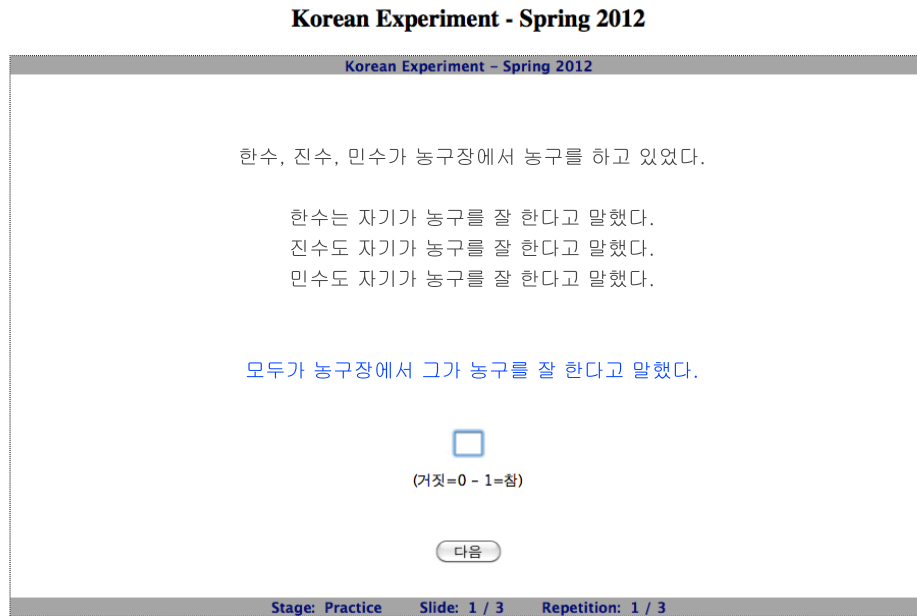 Korean Experiment - Spring 2012
Korean Experiment – Spring 2012
한수, 진수, 민수가 농구장에서 농구를 하고 있었다.
한수는 자기가 농구를 잘 한다고 말했다.
진수도 자기가 농구를 잘 한다고 말했다.
민수도 자기가 농구를 잘 한다고 말했다.
모두가 농구장에서 그가 농구를 잘 한다고 말했다.
(거짓=0 – 1=참)
다음
Stage: Practice Slide: 1 / 3 Repetition: 1 / 3